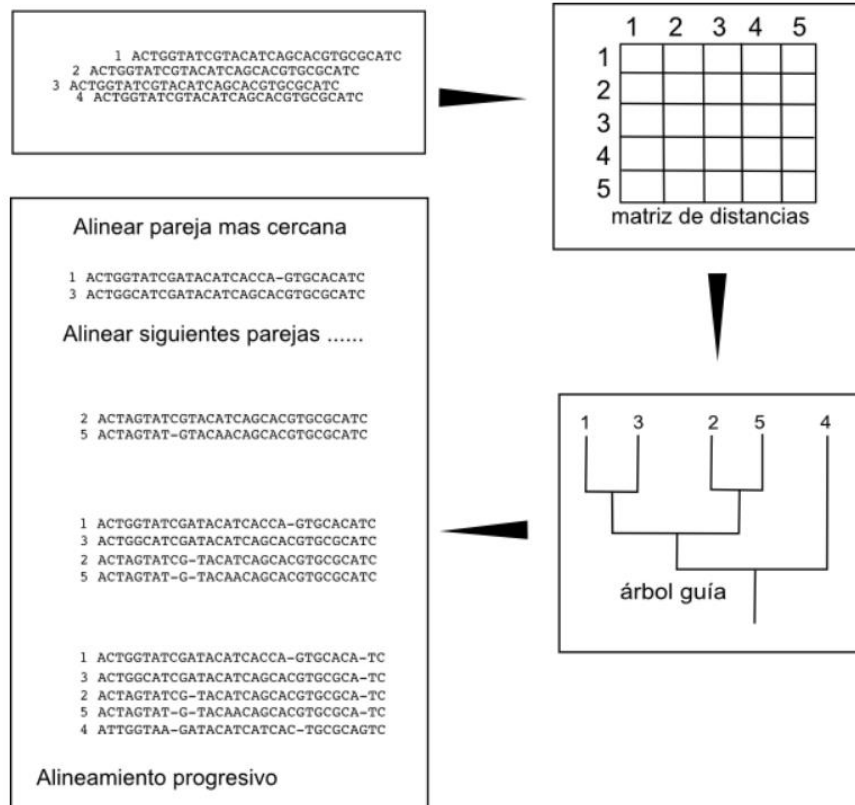 1 ACTGGTATCGTACATCAGCACGTGCGCATC
2 ACTGGTATCGTACATCAGCACGTGCGCATC
3 ACTGGTATCGTACATCAGCACGTGCGCATC
4 ACTGGTATCGTACATCAGCACGTGCGCATC
1 2 3 4 5
1
2
3
4
5
matriz de distancias
1 3 2 5 4
árbol guía
Alinear pareja mas cercana
1 ACTGGTATCGATACATCACCA-GTGCACATC
3 ACTGGCATCGATACATCAGCACGTGCGCATC
Alinear siguientes parejas ......
2 ACTAGTATCGTACATCAGCACGTGCGCATC
5 ACTAGTAT-GTACAACAGCACGTGCGCATC
1 ACTGGTATCGATACATCACCA-GTGCACATC
3 ACTGGCATCGATACATCAGCACGTGCGCATC
2 ACTAGTATCG-TACATCAGCACGTGCGCATC
5 ACTAGTAT-G-TACAACAGCACGTGCGCATC
1 ACTGGTATCGATACATCACCA-GTGCACA-TC
3 ACTGGCATCGATACATCAGCACGTGCGCA-TC
2 ACTAGTATCG-TACATCAGCACGTGCGCA-TC
5 ACTAGTAT-G-TACAACAGCACGTGCGCA-TC
4 ATTGGTAA-GATACATCATCAC-TGCGCAGTC
Alineamiento progresivo